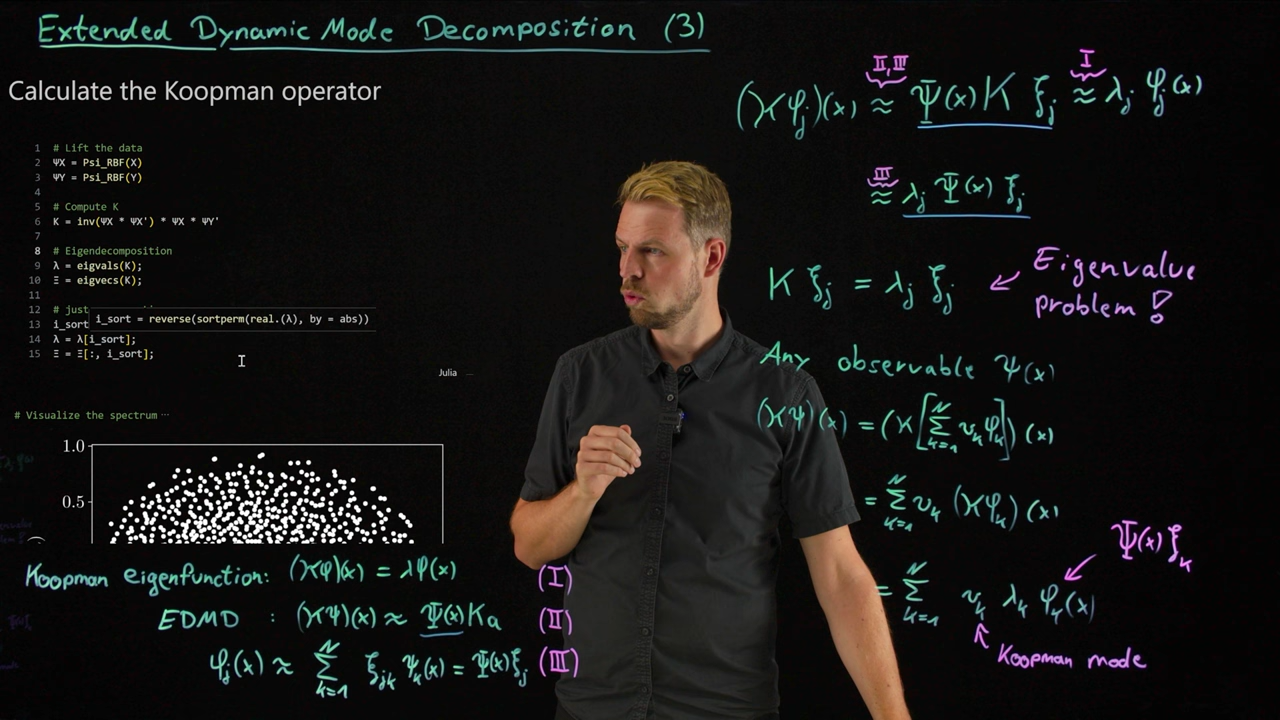 Extended Dynamic Mode Decomposition (3)
Calculate the Koopman operator
1 # Lift the data
2 ΨX = Psi_RBF(X)
3 ΨY = Psi_RBF(Y)
4
5 # Compute K
6 K = inv(ΨX * ΨX') * ΨX * ΨY'
7
8 # Eigendecomposition
9 λ = eigvals(K);
10 Ξ = eigvecs(K);
11
12 # just
i_sort = reverse(sortperm(real.(λ), by = abs))
13 i_sort
14 λ = λ[i_sort];
15 Ξ = Ξ[:, i_sort];
Julia
# Visualize the spectrum ···
1.0
0.5
Koopman eigenfunction: (𝒦φ)(x) = λφ(x) (I)
EDMD : (𝒦ψ)(x) ≈ Ψ(x)Ka (II)
φj(x) ≈ N Σ k=1 ξjk ψk(x) = Ψ(x)ξj (III)
II, III I
(𝒦φj)(x) ≈ Ψ(x) K ξj ≈ λj φj(x)
III
≈ λj Ψ(x) ξj
K ξj = λj ξj ← Eigenvalue
problem!
Any observable ψ(x)
(𝒦ψ)(x) = (𝒦[N Σ k=1 vk φk])(x)
= N Σ k=1 vk (𝒦φk)(x)
Ψ(x)ξk
= N Σ k=1 vk λk φk(x)
Koopman mode